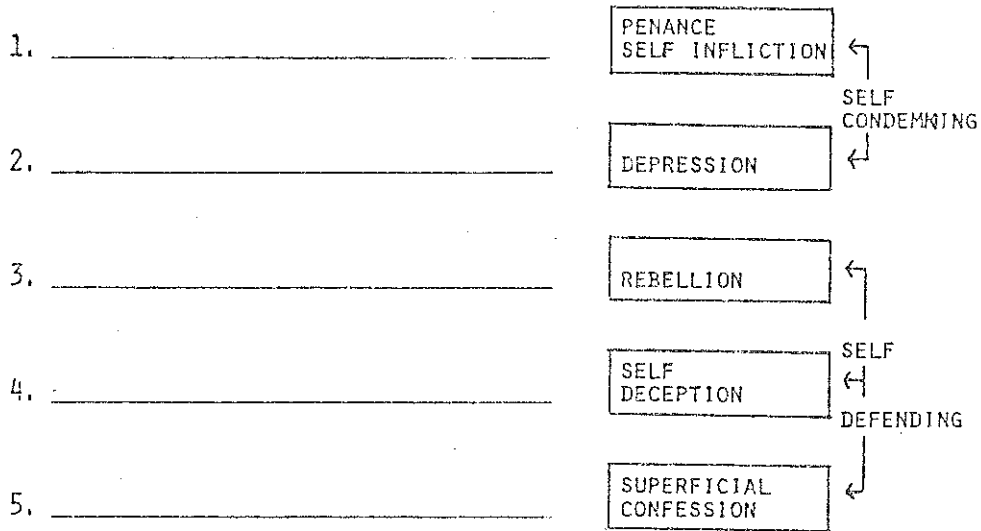 1.
PENANCE
SELF INFLICTION
SELF
CONDEMNING
2.
DEPRESSION
3.
REBELLION
4.
SELF
DECEPTION
SELF
DEFENDING
5.
SUPERFICIAL
CONFESSION